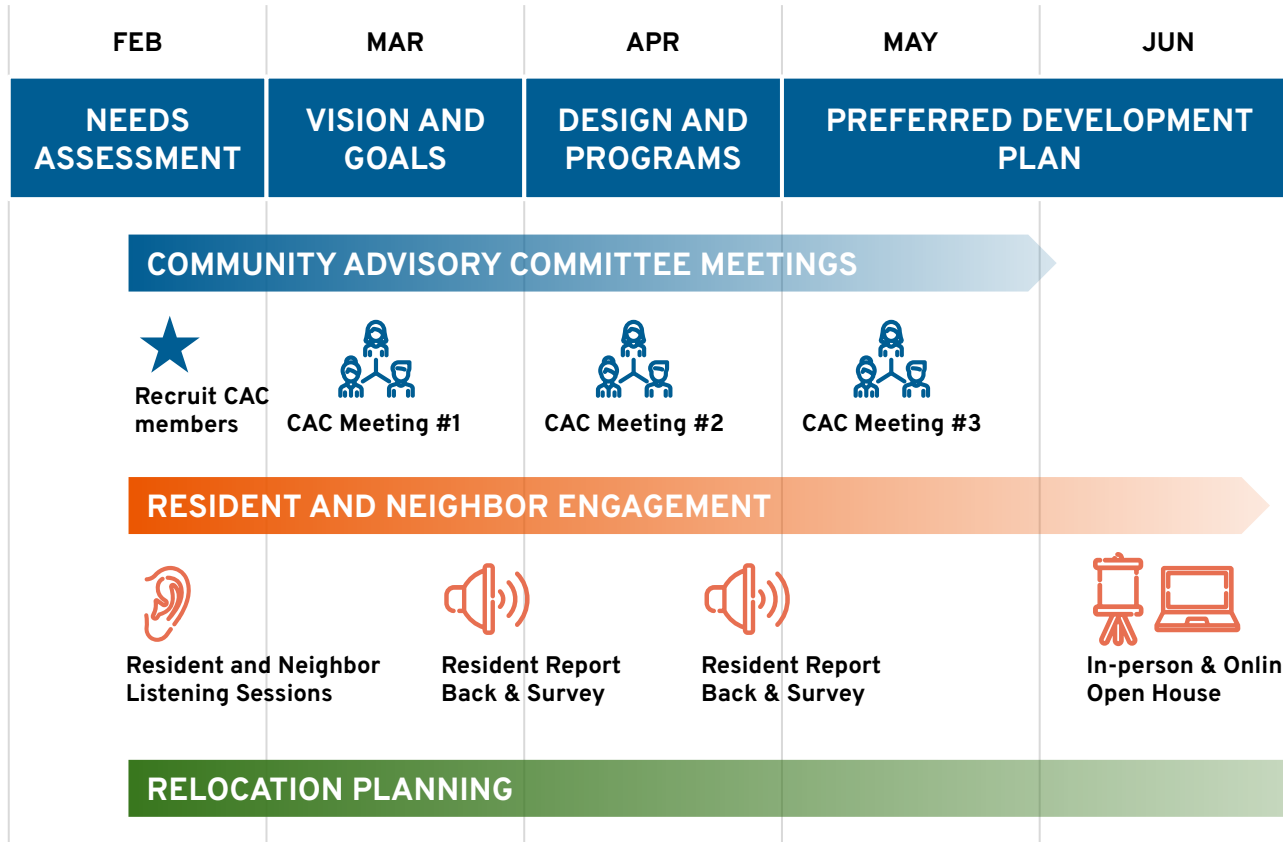 FEB
MAR
APR
MAY
JUN
NEEDS
ASSESSMENT
VISION AND
GOALS
DESIGN AND
PROGRAMS
PREFERRED DEVELOPMENT
PLAN
COMMUNITY ADVISORY COMMITTEE MEETINGS
Recruit CAC
members
CAC Meeting #1
CAC Meeting #2
CAC Meeting #3
RESIDENT AND NEIGHBOR ENGAGEMENT
Resident and Neighbor
Listening Sessions
Resident Report
Back & Survey
Resident Report
Back & Survey
In-person & Onlin
Open House
RELOCATION PLANNING